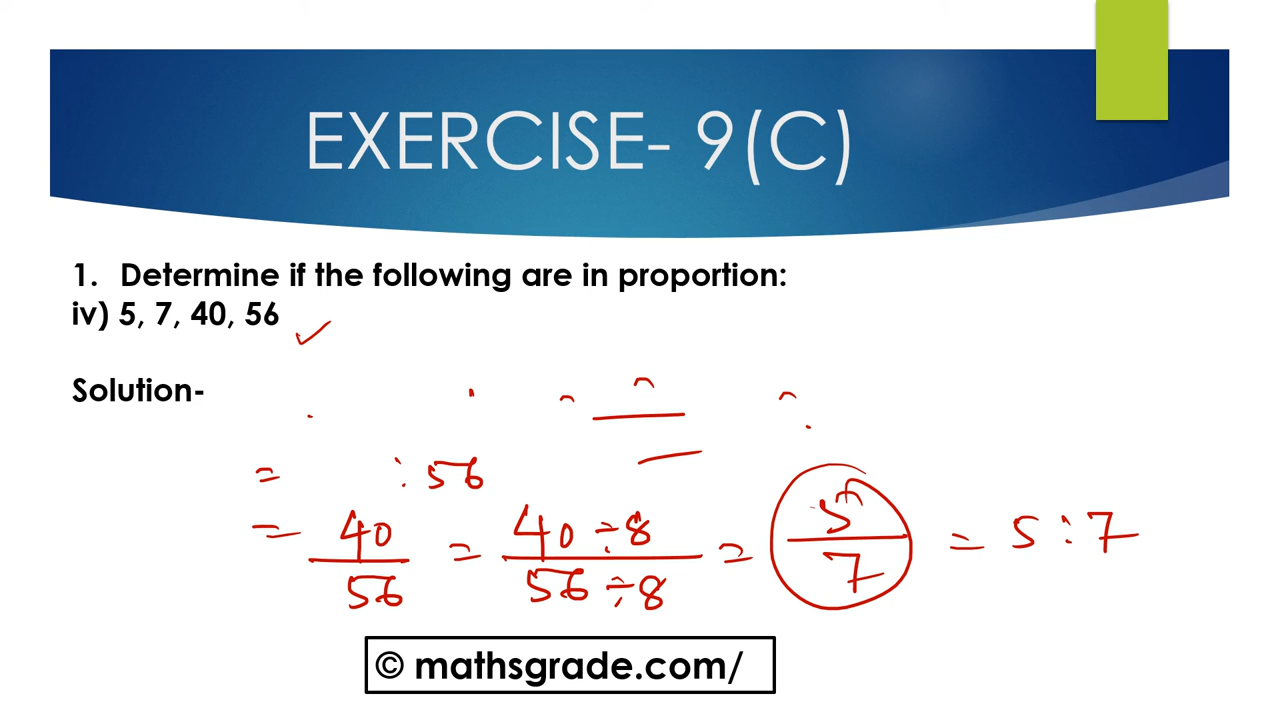 EXERCISE- 9(C)
1. Determine if the following are in proportion:
iv) 5, 7, 40, 56
Solution-
= : 56
= 40/56 = 40÷8/56÷8 = 5/7 = 5:7
© mathsgrade.com/